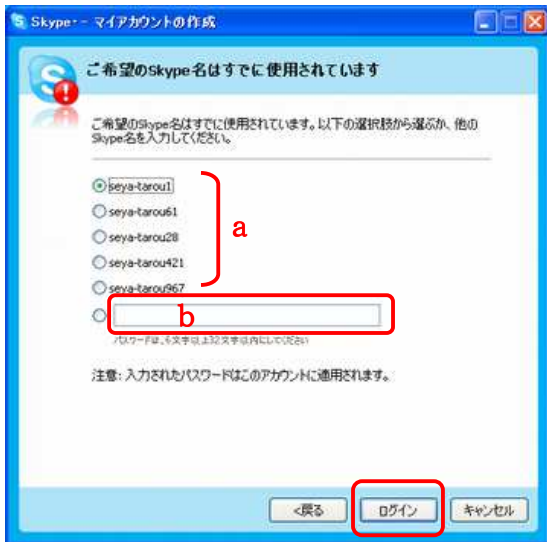 Skype™ - マイアカウントの作成
ご希望のSkype名はすでに使用されています
ご希望のSkype名はすでに使用されています。以下の選択肢から選ぶか、他の
Skype名を入力してください。
seya-tarou1
seya-tarou61
a
seya-tarou28
seya-tarou421
seya-tarou967
b
パスワードは、6文字以上32文字以内にしてください
注意: 入力されたパスワードはこのアカウントに適用されます。
<戻る
ログイン
キャンセル